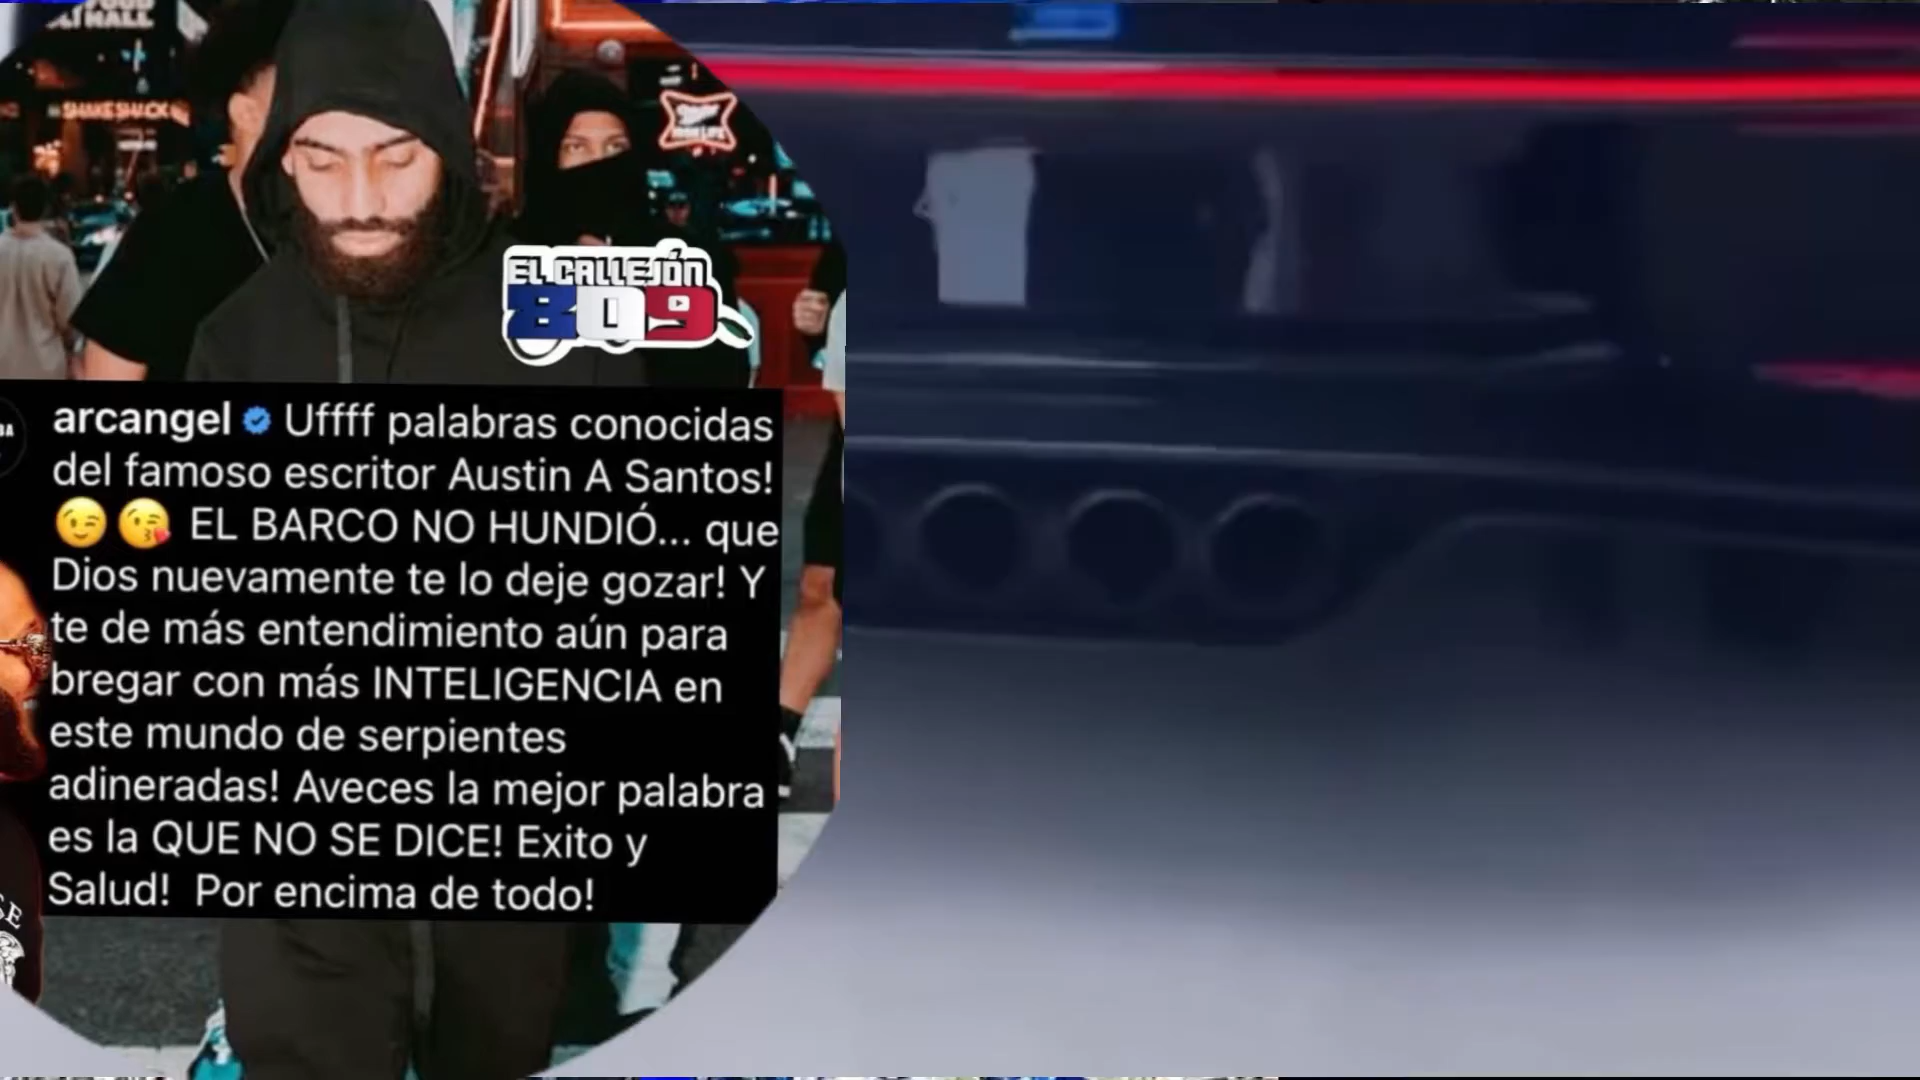 SHAKE SHACK
EL CALLEJÓN
809
arcangel Uffff palabras conocidas
del famoso escritor Austin A Santos!
😉😘 EL BARCO NO HUNDIÓ... que
Dios nuevamente te lo deje gozar! Y
te de más entendimiento aún para
bregar con más INTELIGENCIA en
este mundo de serpientes
adineradas! Aveces la mejor palabra
es la QUE NO SE DICE! Exito y
Salud! Por encima de todo!